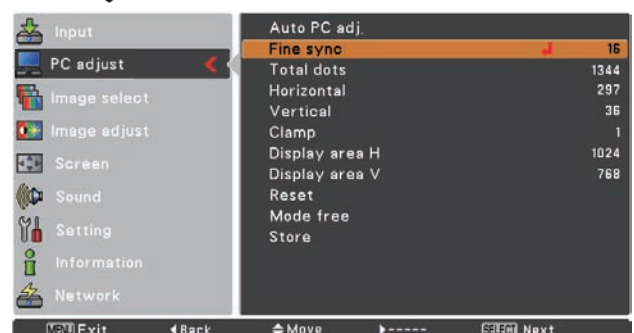 Input
PC adjust
Image select
Image adjust
Screen
Sound
Setting
Information
Network
Auto PC adj.
Fine sync 16
Total dots 1344
Horizontal 297
Vertical 36
Clamp 1
Display area H 1024
Display area V 768
Reset
Mode free
Store
MENU Exit ◀Back ◆Move ▶----- SELECT Next